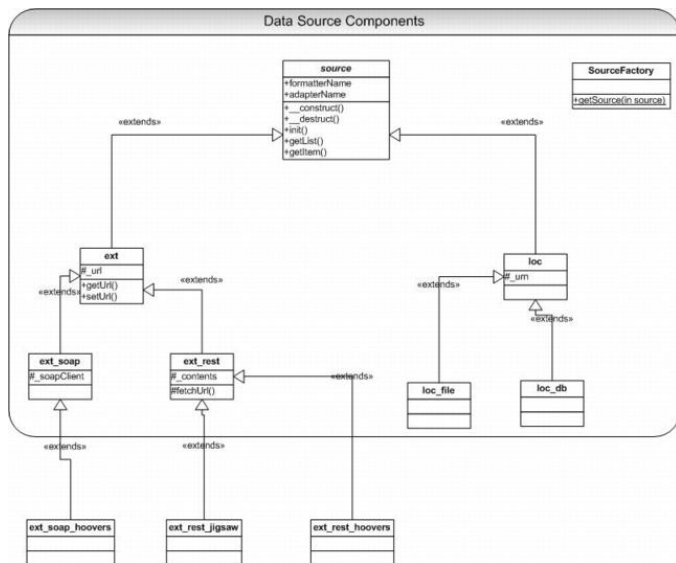 Data Source Components
source
+formatterName
+adapterName
+__construct()
+__destruct()
+init()
+getList()
+getItem()
SourceFactory
+getSource(in source)
«extends»
«extends»
ext
#_url
+getUrl()
+setUrl()
loc
#_urn
«extends»
«extends»
«extends»
«extends»
ext_soap
#_soapClient
ext_rest
#_contents
#fetchUrl()
«extends»
loc_file
loc_db
«extends»
«extends»
ext_soap_hoovers
ext_rest_jigsaw
ext_rest_hoovers